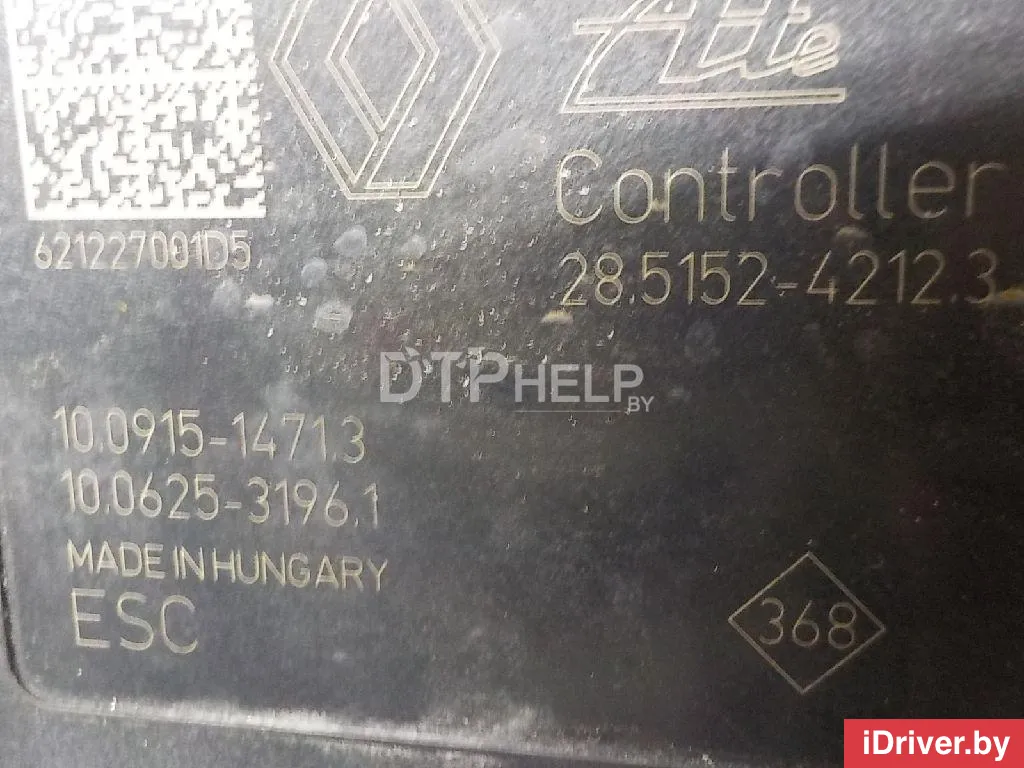 Ate
621227001D5
Controller
28.5152-4212.3
DTPHELP
.BY
10.0915-1471.3
10.0625-3196.1
MADE IN HUNGARY
ESC
368
iDriver.by